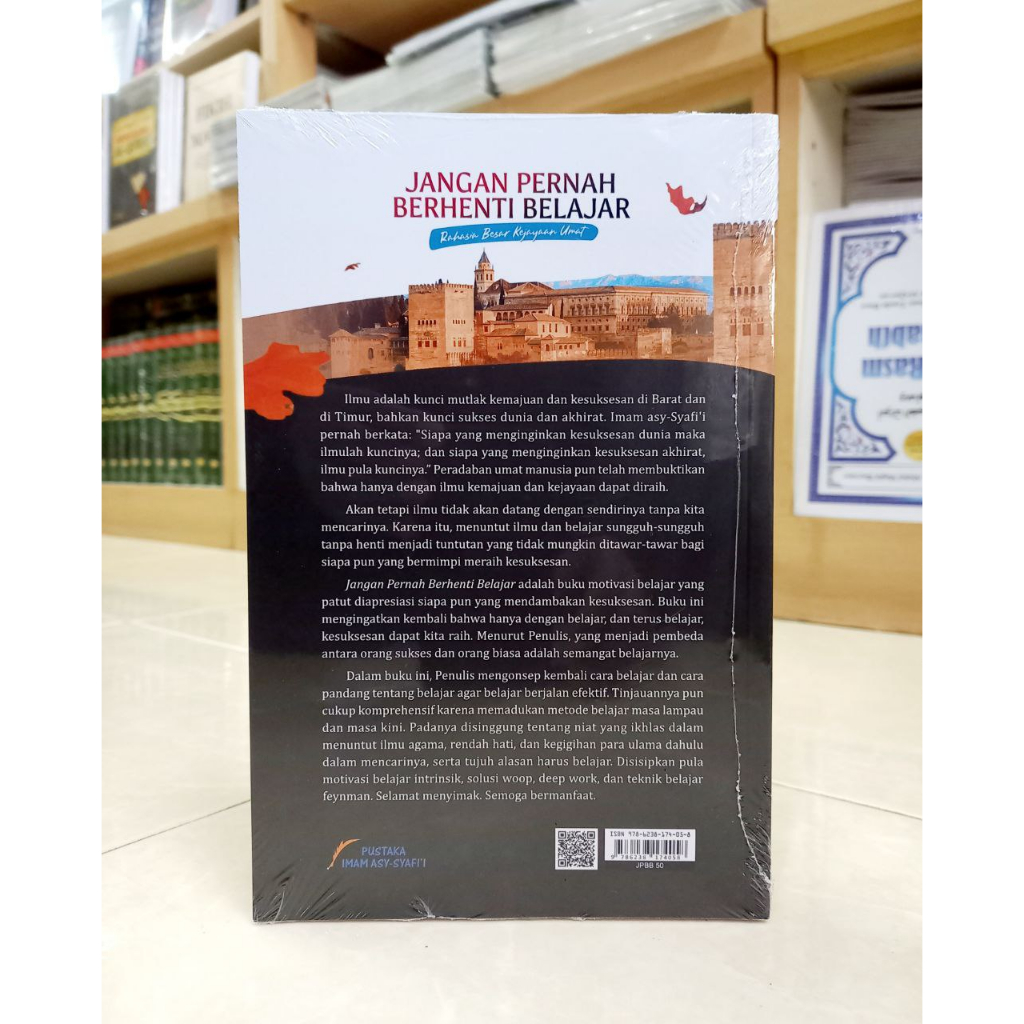 JANGAN PERNAH
BERHENTI BELAJAR
Rahasia Besar Kejayaan Umat
Ilmu adalah kunci mutlak kemajuan dan kesuksesan di Barat dan
di Timur, bahkan kunci sukses dunia dan akhirat. Imam asy-Syafi'i
pernah berkata: "Siapa yang menginginkan kesuksesan dunia maka
ilmulah kuncinya; dan siapa yang menginginkan kesuksesan akhirat,
ilmu pula kuncinya." Peradaban umat manusia pun telah membuktikan
bahwa hanya dengan ilmu kemajuan dan kejayaan dapat diraih.
Akan tetapi ilmu tidak akan datang dengan sendirinya tanpa kita
mencarinya. Karena itu, menuntut ilmu dan belajar sungguh-sungguh
tanpa henti menjadi tuntutan yang tidak mungkin ditawar-tawar bagi
siapa pun yang bermimpi meraih kesuksesan.
Jangan Pernah Berhenti Belajar adalah buku motivasi belajar yang
patut diapresiasi siapa pun yang mendambakan kesuksesan. Buku ini
mengingatkan kembali bahwa hanya dengan belajar, dan terus belajar,
kesuksesan dapat kita raih. Menurut Penulis, yang menjadi pembeda
antara orang sukses dan orang biasa adalah semangat belajarnya.
Dalam buku ini, Penulis mengonsep kembali cara belajar dan cara
pandang tentang belajar agar belajar berjalan efektif. Tinjauannya pun
cukup komprehensif karena memadukan metode belajar masa lampau
dan masa kini. Padanya disinggung tentang niat yang ikhlas dalam
menuntut ilmu agama, rendah hati, dan kegigihan para ulama dahulu
dalam mencarinya, serta tujuh alasan harus belajar. Disisipkan pula
motivasi belajar intrinsik, solusi woop, deep work, dan teknik belajar
feynman. Selamat menyimak. Semoga bermanfaat.
PUSTAKA
IMAM ASY-SYAFI'I
ISBN 978-6238-174-05-8
9 786238 174058
JPBB 50